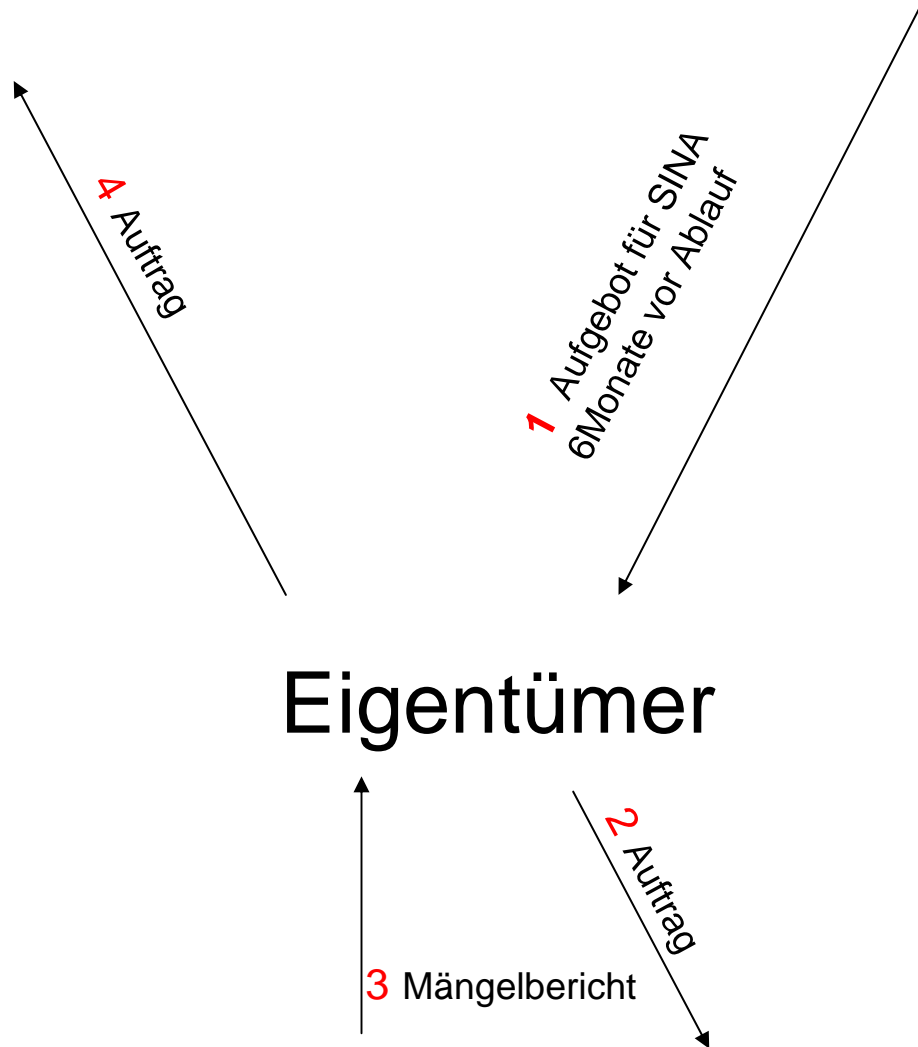 4 Auftrag
1 Aufgebot für SINA
6Monate vor Ablauf
Eigentümer
2 Auftrag
3 Mängelbericht